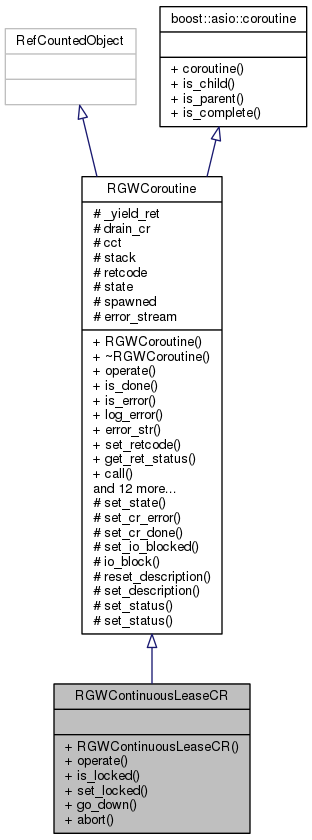 RefCountedObject
boost::asio::coroutine
+ coroutine()
+ is_child()
+ is_parent()
+ is_complete()
RGWCoroutine
# _yield_ret
# drain_cr
# cct
# stack
# retcode
# state
# spawned
# error_stream
+ RGWCoroutine()
+ ~RGWCoroutine()
+ operate()
+ is_done()
+ is_error()
+ log_error()
+ error_str()
+ set_retcode()
+ get_ret_status()
+ call()
and 12 more...
# set_state()
# set_cr_error()
# set_cr_done()
# set_io_blocked()
# io_block()
# reset_description()
# set_description()
# set_status()
# set_status()
RGWContinuousLeaseCR
+ RGWContinuousLeaseCR()
+ operate()
+ is_locked()
+ set_locked()
+ go_down()
+ abort()